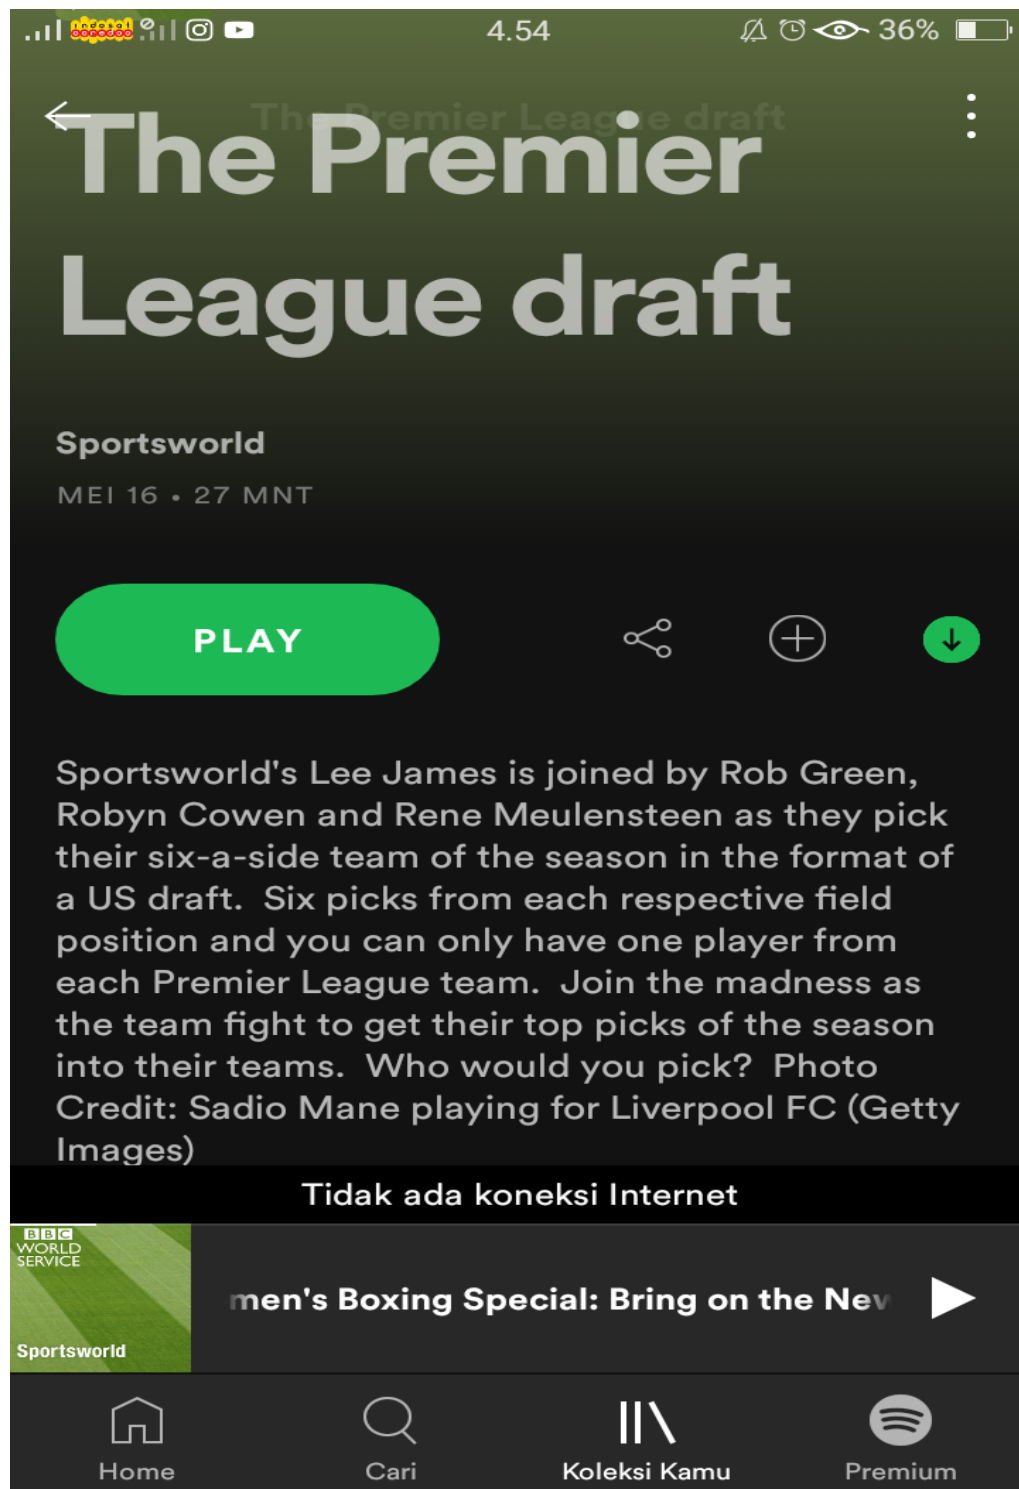 indosat
ooredoo
4.54
36%
The Premier League draft
The Premier
League draft
Sportsworld
MEI 16 • 27 MNT
PLAY
Sportsworld's Lee James is joined by Rob Green,
Robyn Cowen and Rene Meulensteen as they pick
their six-a-side team of the season in the format of
a US draft.  Six picks from each respective field
position and you can only have one player from
each Premier League team.  Join the madness as
the team fight to get their top picks of the season
into their teams.  Who would you pick?  Photo
Credit: Sadio Mane playing for Liverpool FC (Getty
Images)
Tidak ada koneksi Internet
BBC
WORLD
SERVICE
Sportsworld
men's Boxing Special: Bring on the New
Home
Cari
Koleksi Kamu
Premium